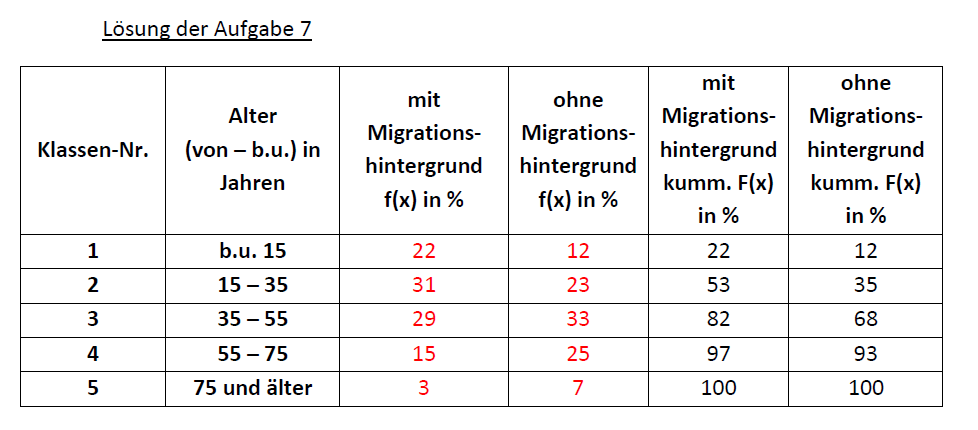 Lösung der Aufgabe 7
Klassen-Nr.
Alter
(von – b.u.) in
Jahren
mit
Migrations-
hintergrund
f(x) in %
ohne
Migrations-
hintergrund
f(x) in %
mit
Migrations-
hintergrund
kumm. F(x)
in %
ohne
Migrations-
hintergrund
kumm. F(x)
in %
1 b.u. 15 22 12 22 12
2 15 – 35 31 23 53 35
3 35 – 55 29 33 82 68
4 55 – 75 15 25 97 93
5 75 und älter 3 7 100 100